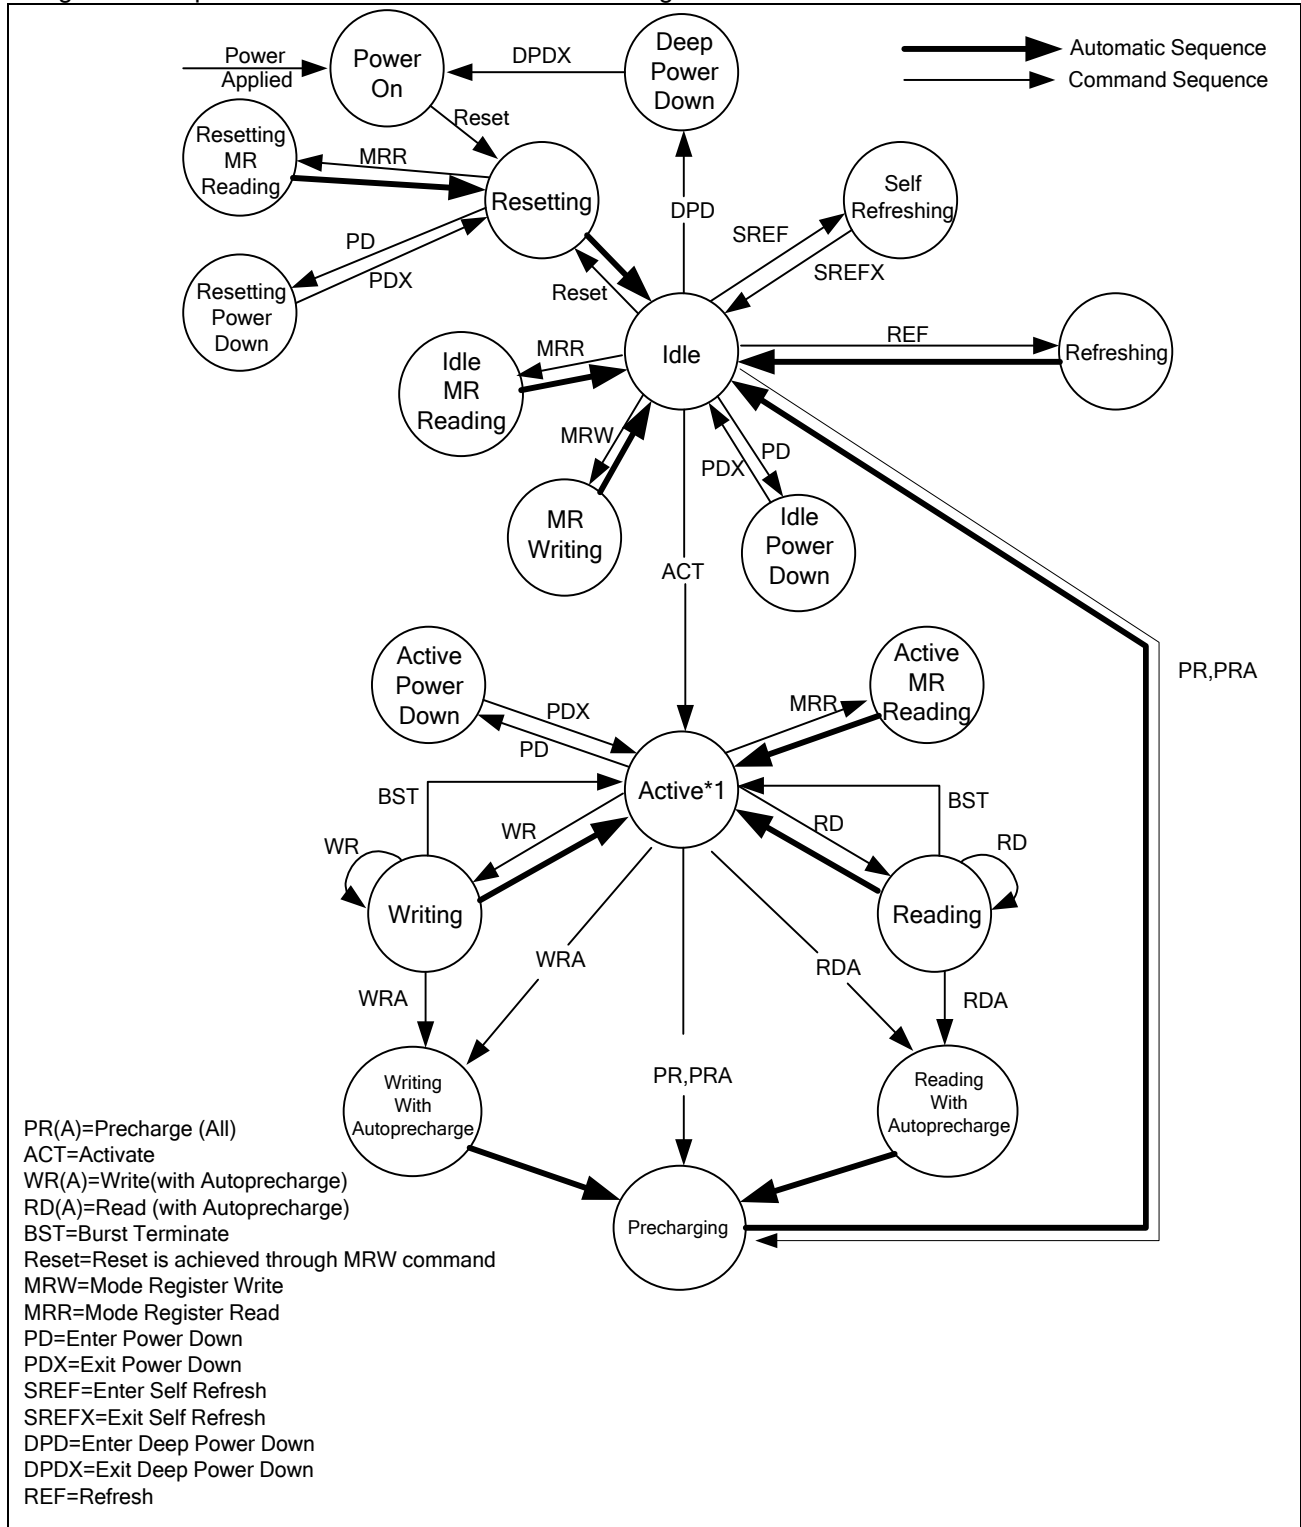 Power
Applied
Power
On
DPDX
Deep
Power
Down
Automatic Sequence
Command Sequence
Reset
Resetting
MR
Reading
MRR
Resetting
DPD
Self
Refreshing
SREF
SREFX
PD
PDX
Resetting
Power
Down
Reset
Idle
REF
Refreshing
MRR
Idle
MR
Reading
MRW
PD
PDX
MR
Writing
Idle
Power
Down
ACT
Active
Power
Down
PDX
PD
MRR
Active
MR
Reading
PR,PRA
Active*1
BST
WR
RD
BST
WR
RD
Writing
Reading
WRA
WRA
RDA
RDA
PR,PRA
Writing
With
Autoprecharge
Reading
With
Autoprecharge
Precharging
PR(A)=Precharge (All)
ACT=Activate
WR(A)=Write(with Autoprecharge)
RD(A)=Read (with Autoprecharge)
BST=Burst Terminate
Reset=Reset is achieved through MRW command
MRW=Mode Register Write
MRR=Mode Register Read
PD=Enter Power Down
PDX=Exit Power Down
SREF=Enter Self Refresh
SREFX=Exit Self Refresh
DPD=Enter Deep Power Down
DPDX=Exit Deep Power Down
REF=Refresh